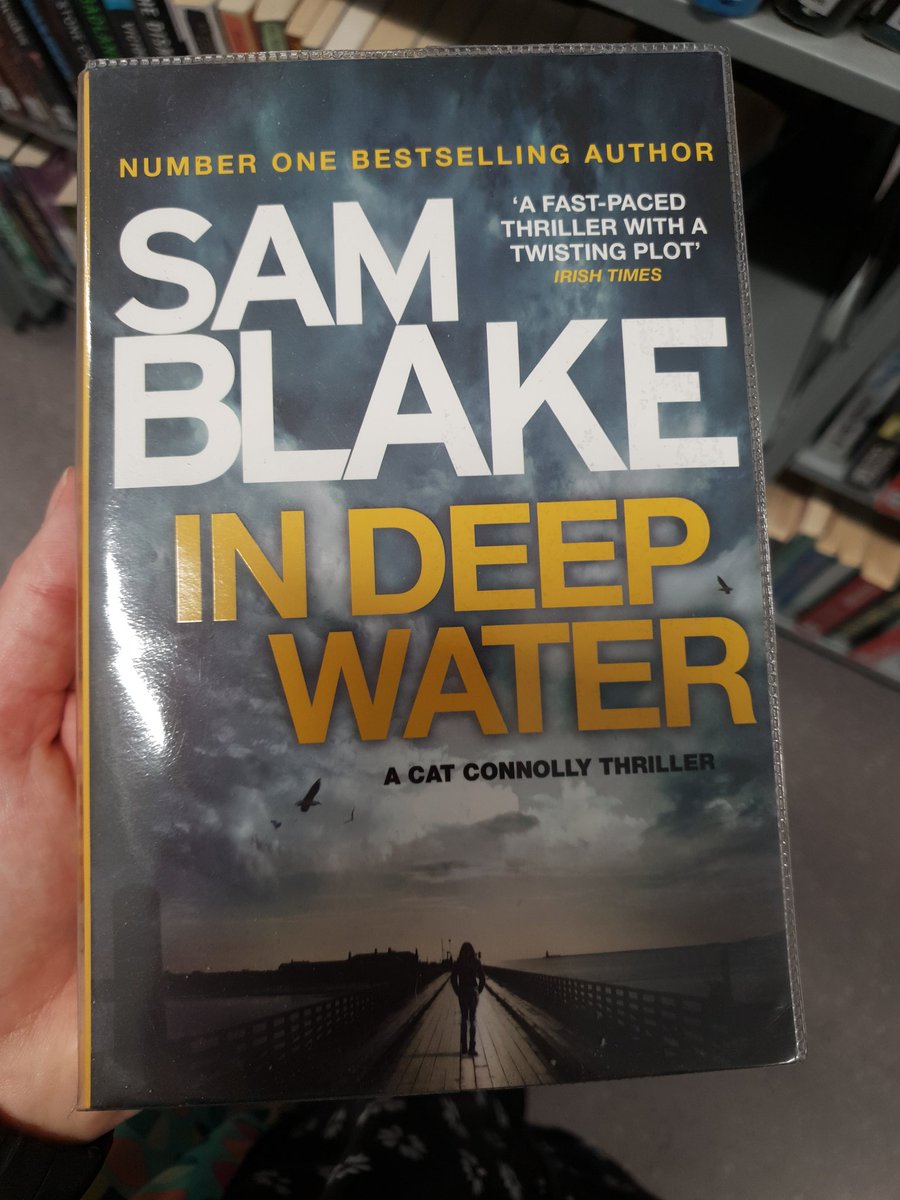 NUMBER ONE BESTSELLING AUTHOR
SAM
BLAKE
‘A FAST-PACED
THRILLER WITH A
TWISTING PLOT’
IRISH TIMES
IN DEEP
WATER
A CAT CONNOLLY THRILLER